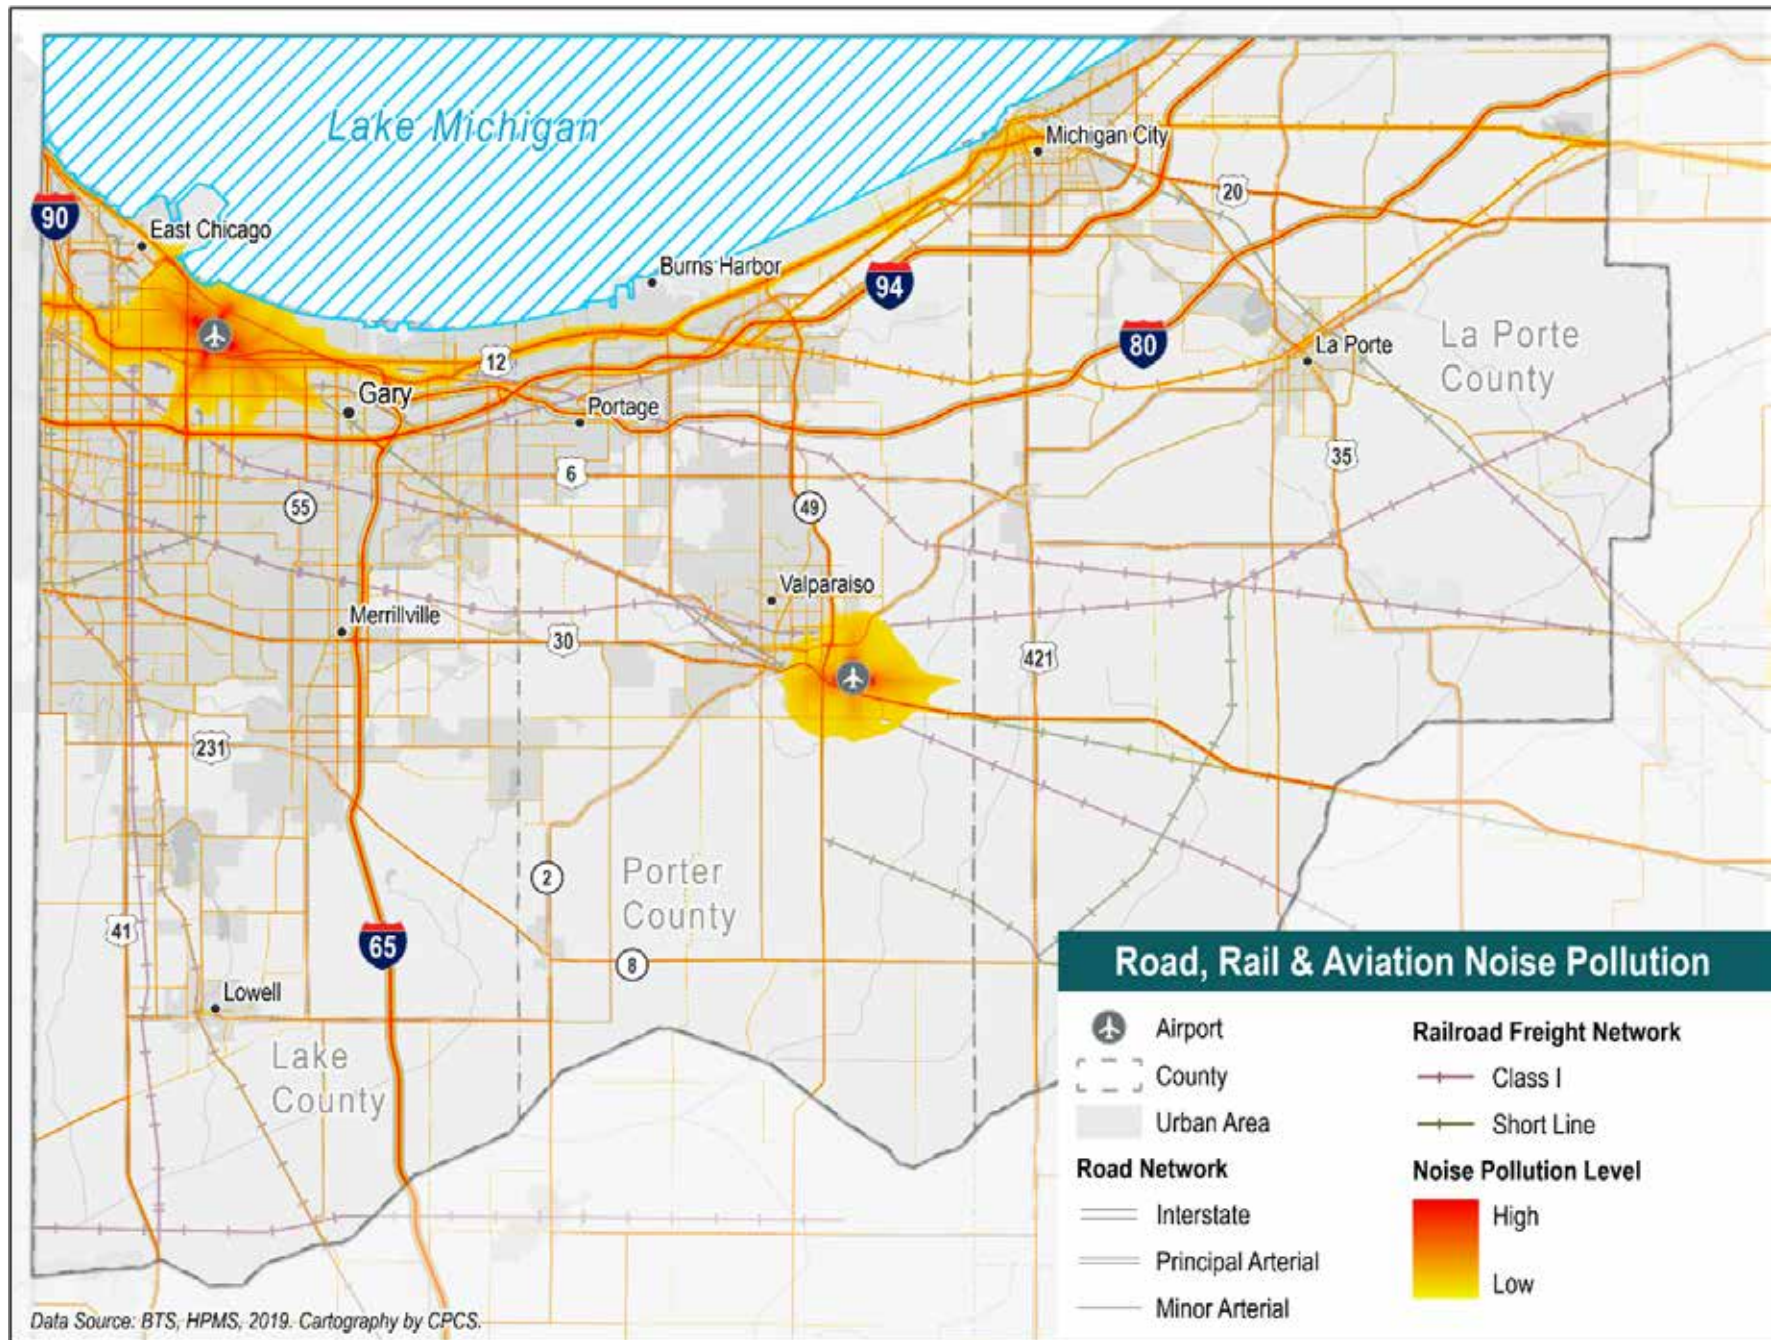 Lake Michigan
Michigan City
90
20
East Chicago
Burns Harbor
94
80
La Porte
County
La Porte
12
Gary
Portage
6
35
55
49
Valparaiso
Merrillville
30
421
231
Porter
County
2
41
65
8
Lowell
Lake
County
Road, Rail & Aviation Noise Pollution
Airport
County
Urban Area
Road Network
Interstate
Principal Arterial
Minor Arterial
Railroad Freight Network
Class I
Short Line
Noise Pollution Level
High
Low
Data Source: BTS, HPMS, 2019. Cartography by CPCS.